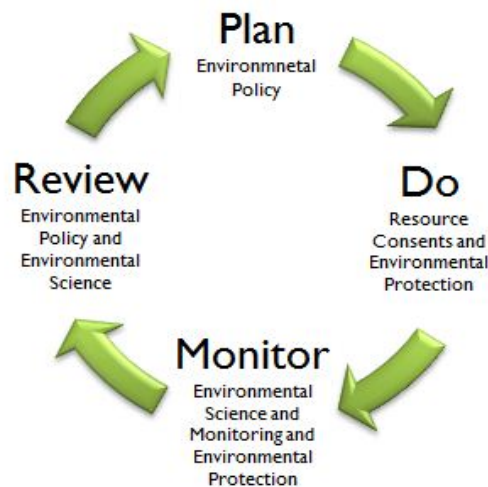 Plan
Environmnetal
Policy
Do
Resource
Consents and
Environmental
Protection
Monitor
Environmental
Science and
Monitoring and
Environmental
Protection
Review
Environmental
Policy and
Environmental
Science